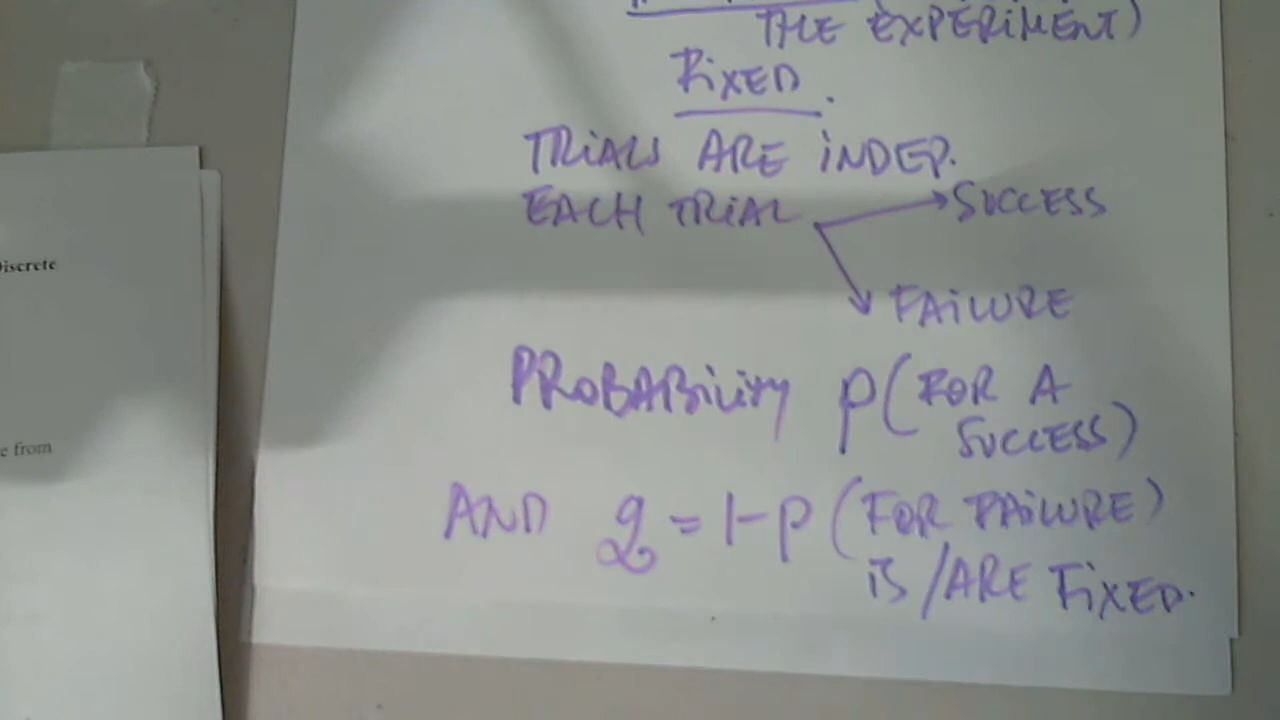 THE EXPERIMENT)
FIXED.
TRIALS ARE INDEP.
EACH TRIAL → SUCCESS
FAILURE
PROBABILITY p (FOR A
SUCCESS)
AND q = 1-p (FOR FAILURE)
IS/ARE FIXED.
Discrete
e from